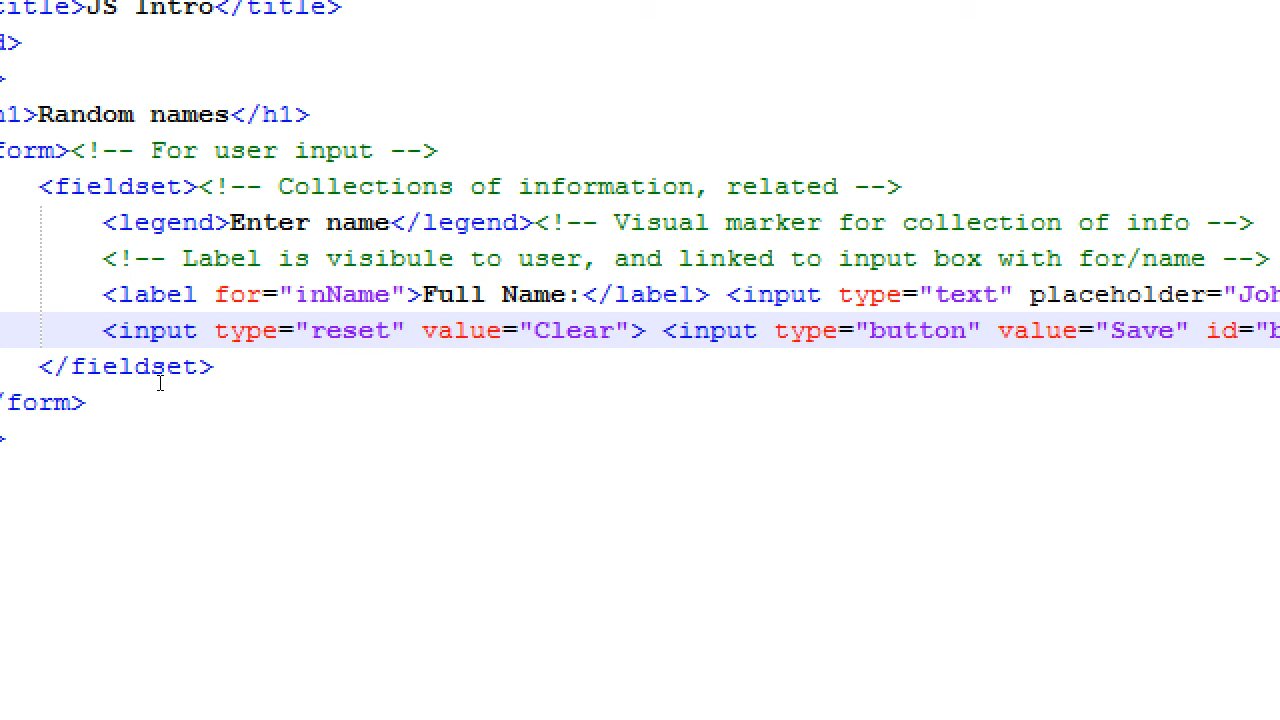 title>JS Intro</title>
d>
>
h1>Random names</h1>
form><!-- For user input -->
<fieldset><!-- Collections of information, related -->
<legend>Enter name</legend><!-- Visual marker for collection of info -->
<!-- Label is visibule to user, and linked to input box with for/name -->
<label for="inName">Full Name:</label> <input type="text" placeholder="Joh
<input type="reset" value="Clear"> <input type="button" value="Save" id="b
</fieldset>
/form>
>